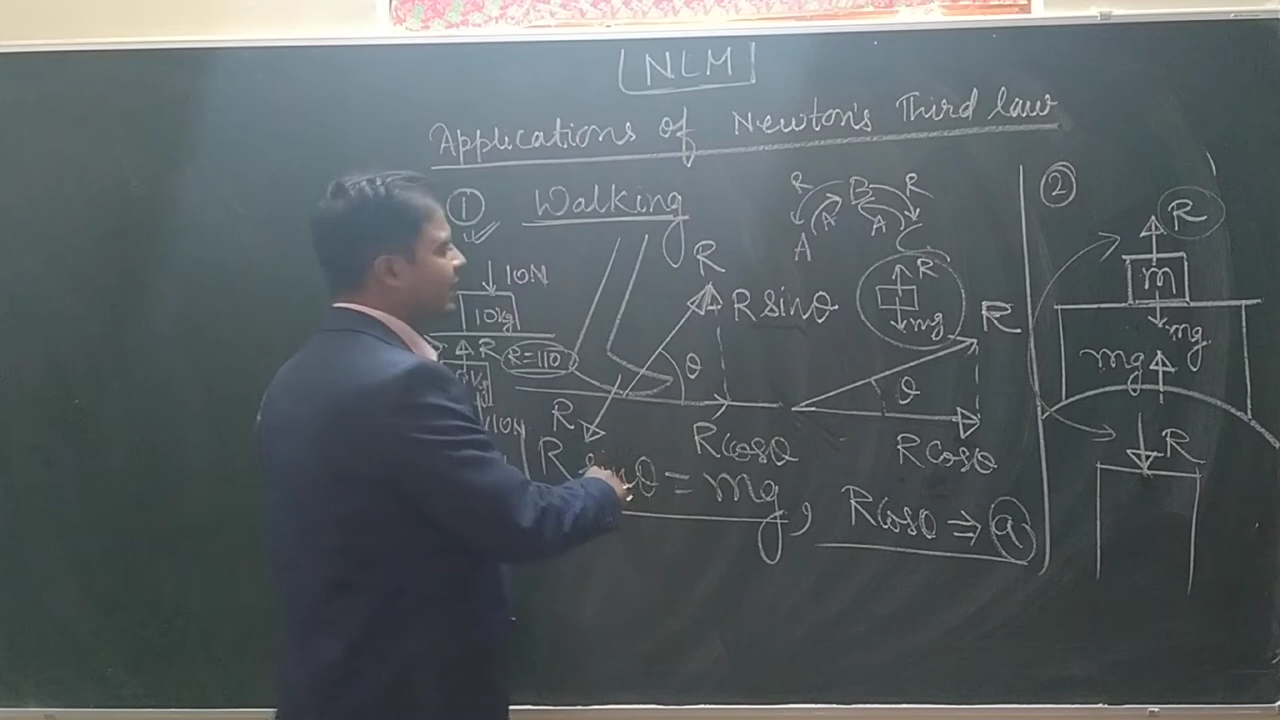 NLM
Applications of Newton's Third law
① Walking
10N
10kg
R R=110
kg
110N
R
R sinθ
θ
R
R cosθ
R B R
A A
A C
R
mg
R
θ
R cosθ
R sinθ = mg, R cosθ ⇒ a
②
R
m
mg
mg
R